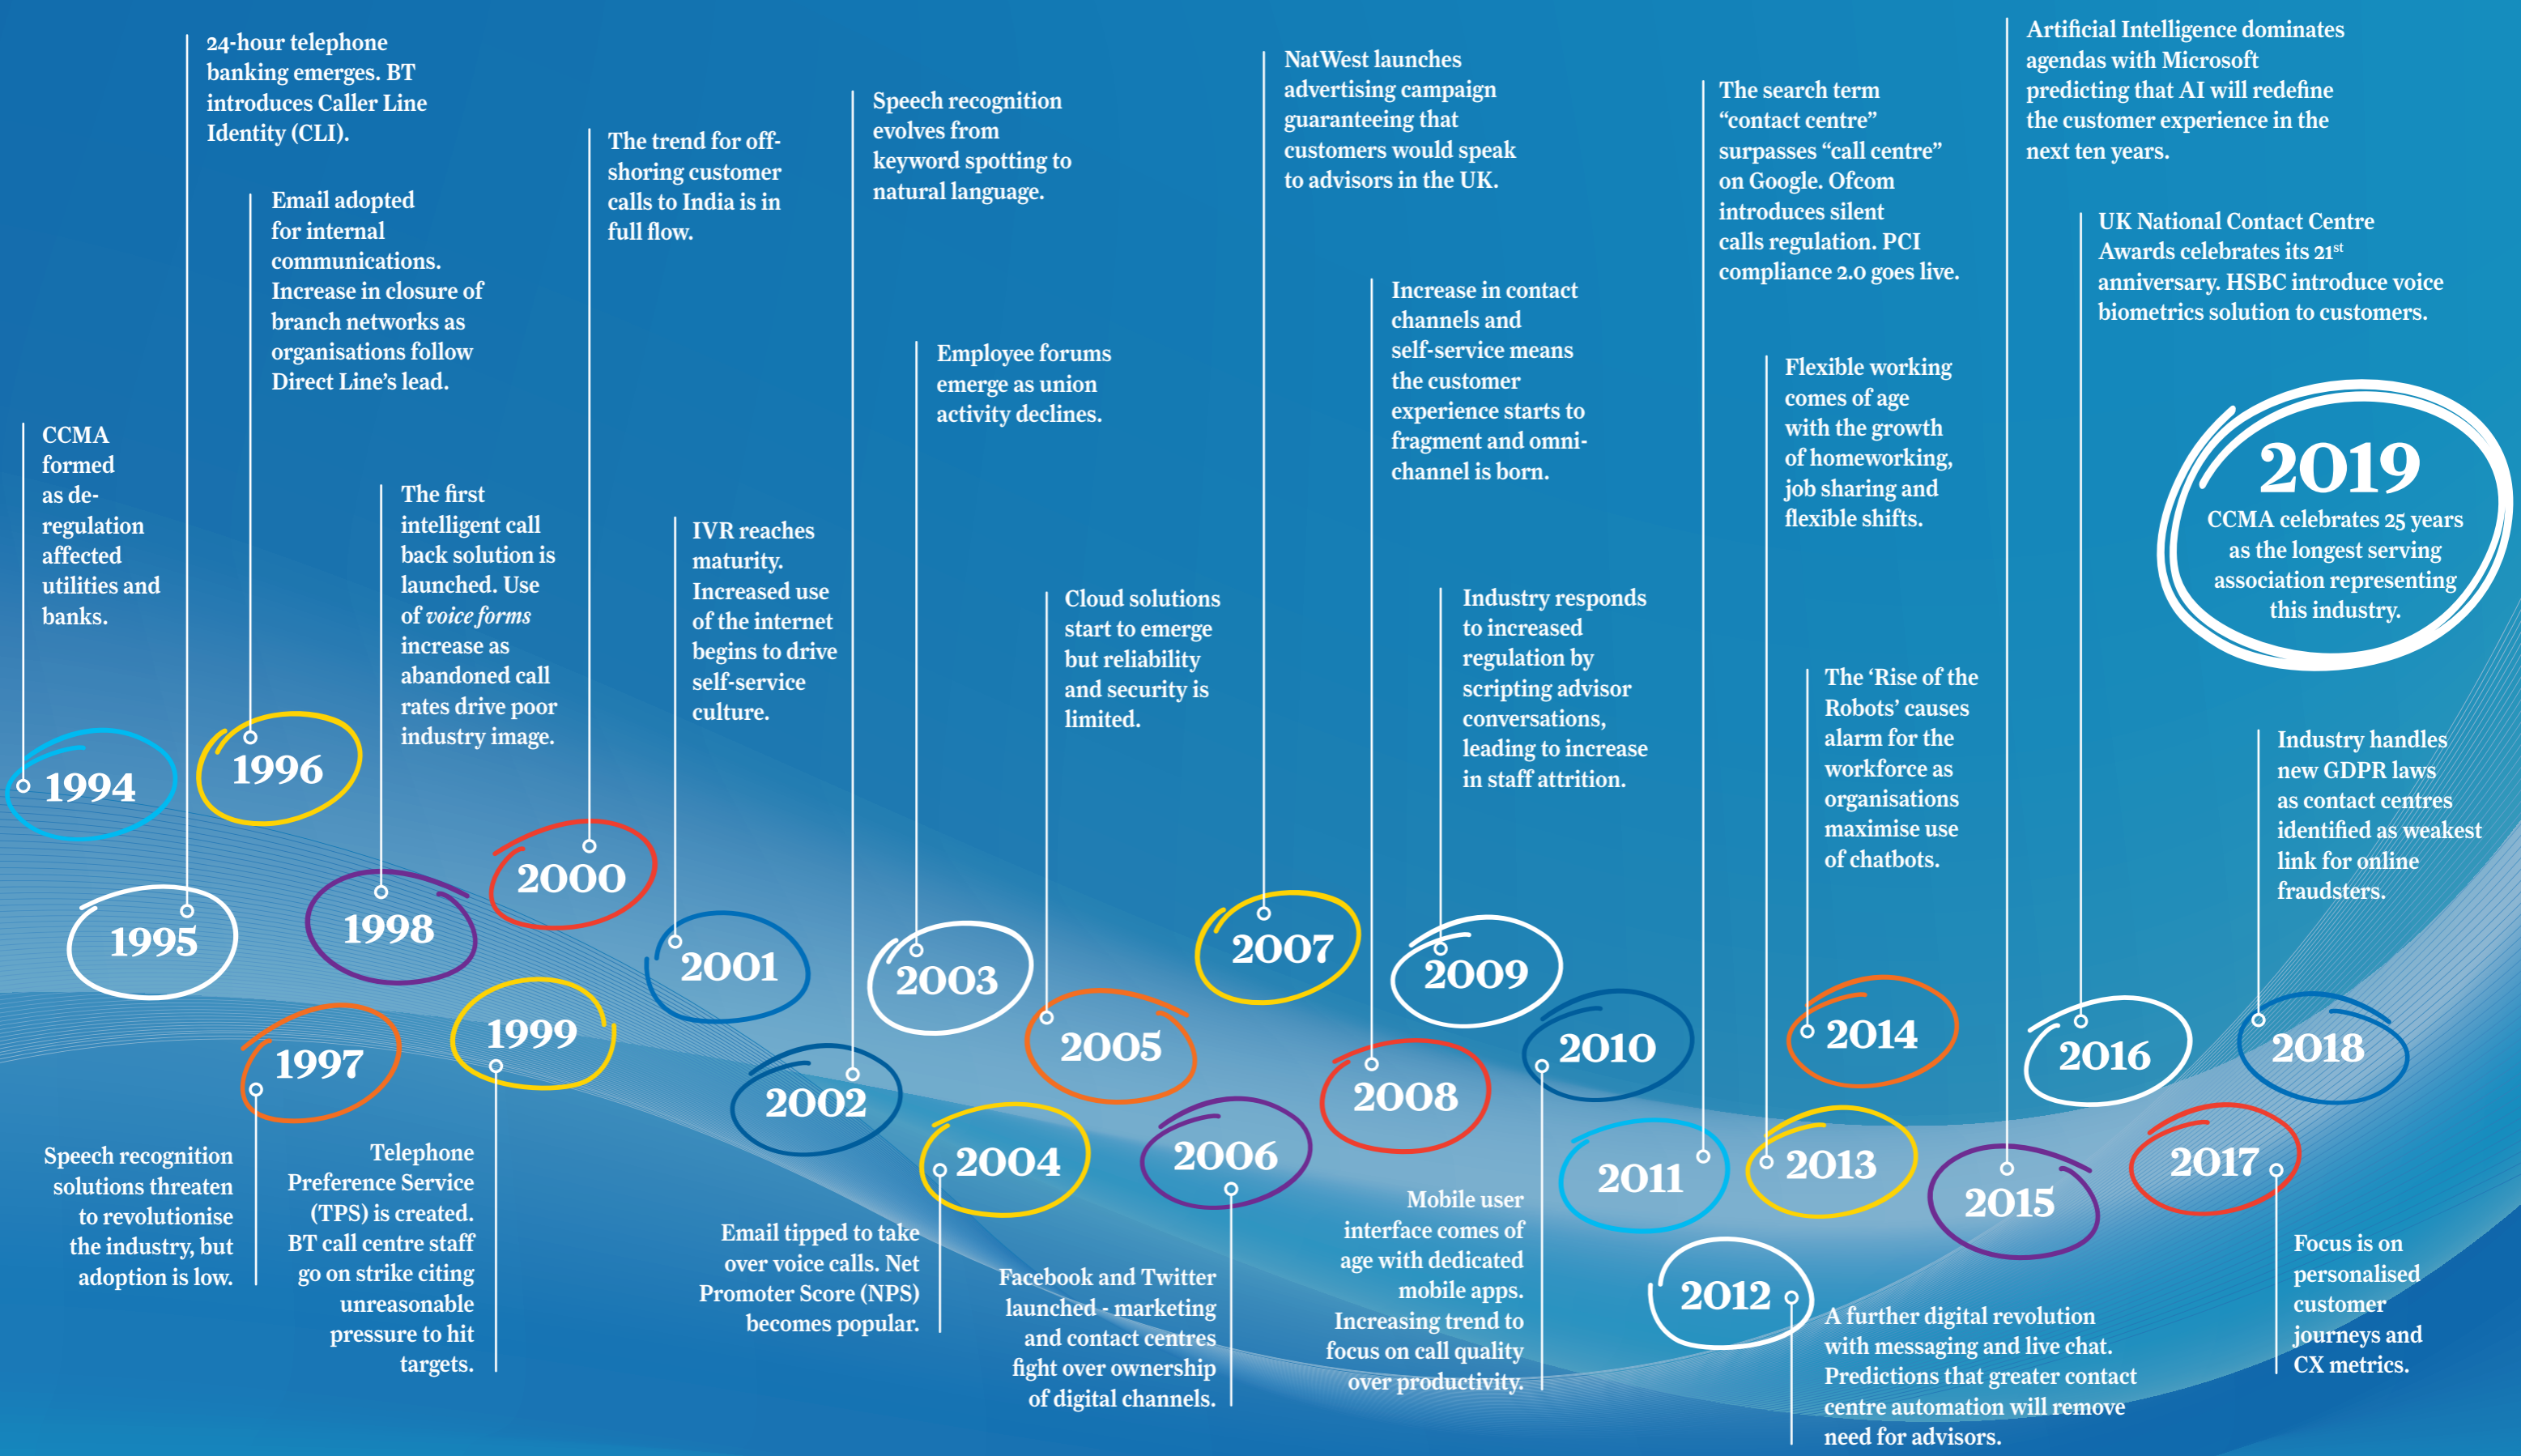 CCMA
formed
as de-
regulation
affected
utilities and
banks.
1994
24-hour telephone
banking emerges. BT
introduces Caller Line
Identity (CLI).
1995
Email adopted
for internal
communications.
Increase in closure of
branch networks as
organisations follow
Direct Line’s lead.
1996
1997
Speech recognition
solutions threaten
to revolutionise
the industry, but
adoption is low.
The first
intelligent call
back solution is
launched. Use
of voice forms
increase as
abandoned call
rates drive poor
industry image.
1998
1999
Telephone
Preference Service
(TPS) is created.
BT call centre staff
go on strike citing
unreasonable
pressure to hit
targets.
The trend for off-
shoring customer
calls to India is in
full flow.
2000
IVR reaches
maturity.
Increased use
of the internet
begins to drive
self-service
culture.
2001
Speech recognition
evolves from
keyword spotting to
natural language.
2002
Employee forums
emerge as union
activity declines.
2003
2004
Email tipped to take
over voice calls. Net
Promoter Score (NPS)
becomes popular.
Cloud solutions
start to emerge
but reliability
and security is
limited.
2005
2006
Facebook and Twitter
launched - marketing
and contact centres
fight over ownership
of digital channels.
NatWest launches
advertising campaign
guaranteeing that
customers would speak
to advisors in the UK.
2007
Increase in contact
channels and
self-service means
the customer
experience starts to
fragment and omni-
channel is born.
2008
Industry responds
to increased
regulation by
scripting advisor
conversations,
leading to increase
in staff attrition.
2009
2010
Mobile user
interface comes of
age with dedicated
mobile apps.
Increasing trend to
focus on call quality
over productivity.
The search term
“contact centre”
surpasses “call centre”
on Google. Ofcom
introduces silent
calls regulation. PCI
compliance 2.0 goes live.
2011
2012
A further digital revolution
with messaging and live chat.
Predictions that greater contact
centre automation will remove
need for advisors.
Flexible working
comes of age
with the growth
of homeworking,
job sharing and
flexible shifts.
2013
The ‘Rise of the
Robots’ causes
alarm for the
workforce as
organisations
maximise use
of chatbots.
2014
Artificial Intelligence dominates
agendas with Microsoft
predicting that AI will redefine
the customer experience in the
next ten years.
2015
UK National Contact Centre
Awards celebrates its 21st
anniversary. HSBC introduce voice
biometrics solution to customers.
2016
2017
Focus is on
personalised
customer
journeys and
CX metrics.
Industry handles
new GDPR laws
as contact centres
identified as weakest
link for online
fraudsters.
2018
2019
CCMA celebrates 25 years
as the longest serving
association representing
this industry.